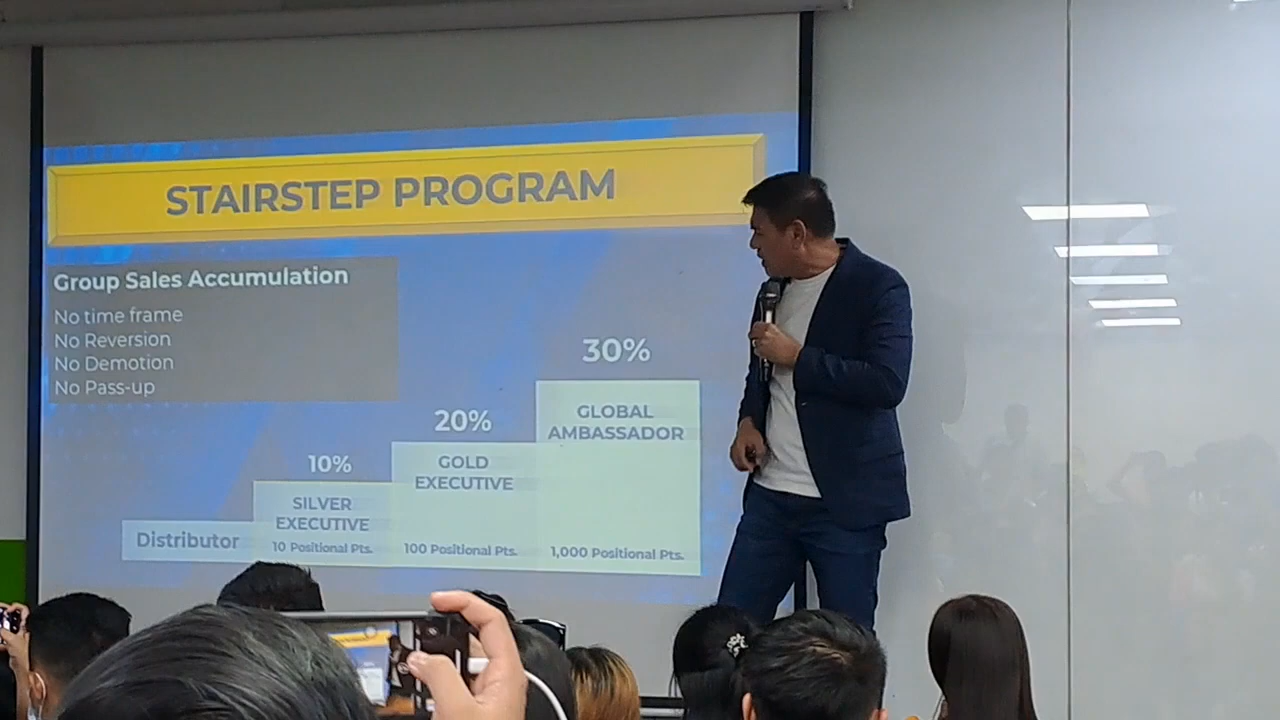 STAIRSTEP PROGRAM
Group Sales Accumulation
No time frame
No Reversion
No Demotion
No Pass-up
Distributor
10%
SILVER
EXECUTIVE
10 Positional Pts.
20%
GOLD
EXECUTIVE
100 Positional Pts.
30%
GLOBAL
AMBASSADOR
1,000 Positional Pts.